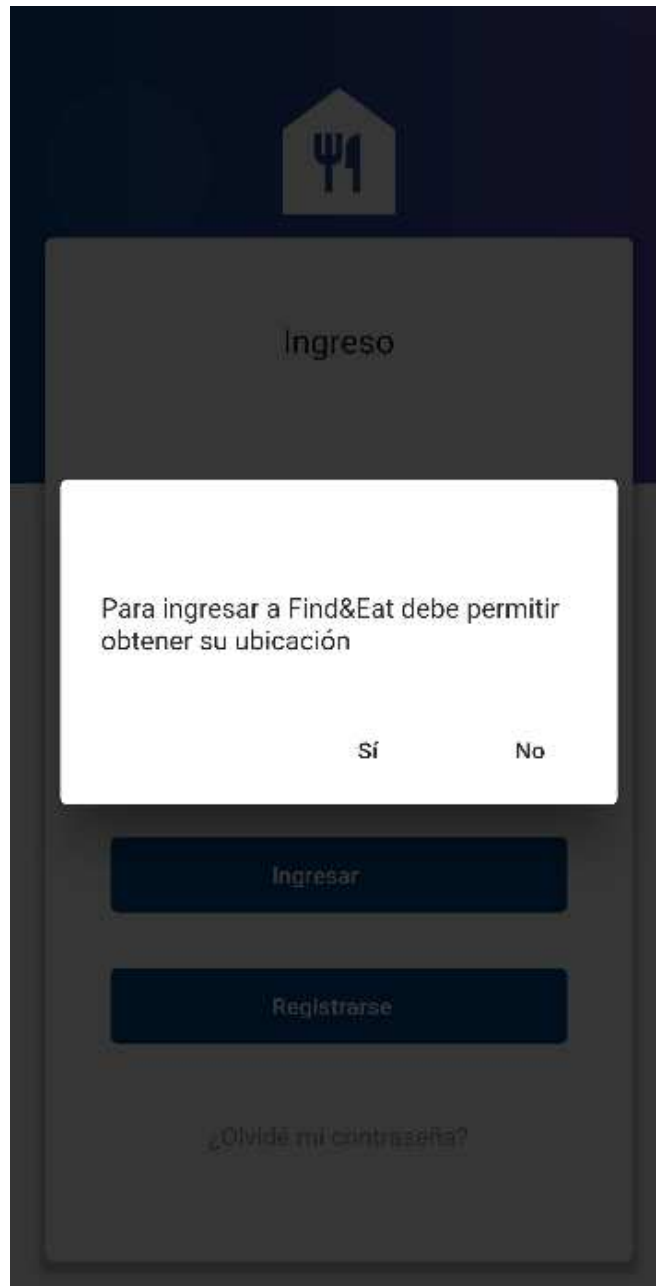 Ingreso
Para ingresar a Find&Eat debe permitir
obtener su ubicación
Sí No
Ingresar
Registrarse
¿Olvidé mi contraseña?